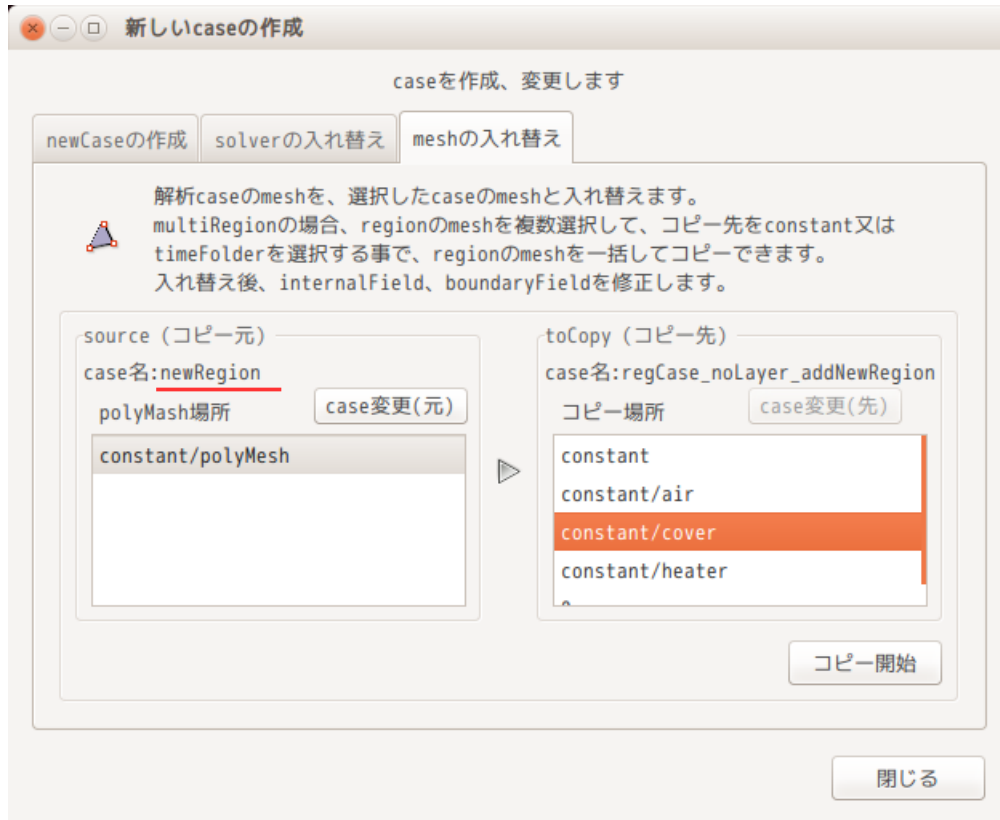 新しいcaseの作成
caseを作成、変更します
newCaseの作成
solverの入れ替え
meshの入れ替え
解析caseのmeshを、選択したcaseのmeshと入れ替えます。
multiRegionの場合、regionのmeshを複数選択して、コピー先をconstant又は
timeFolderを選択する事で、regionのmeshを一括してコピーできます。
入れ替え後、internalField、boundaryFieldを修正します。
source (コピー元)
case名:newRegion
polyMash場所
case変更(元)
constant/polyMesh
toCopy (コピー先)
case名:regCase_noLayer_addNewRegion
コピー場所
case変更(先)
constant
constant/air
constant/cover
constant/heater
コピー開始
閉じる